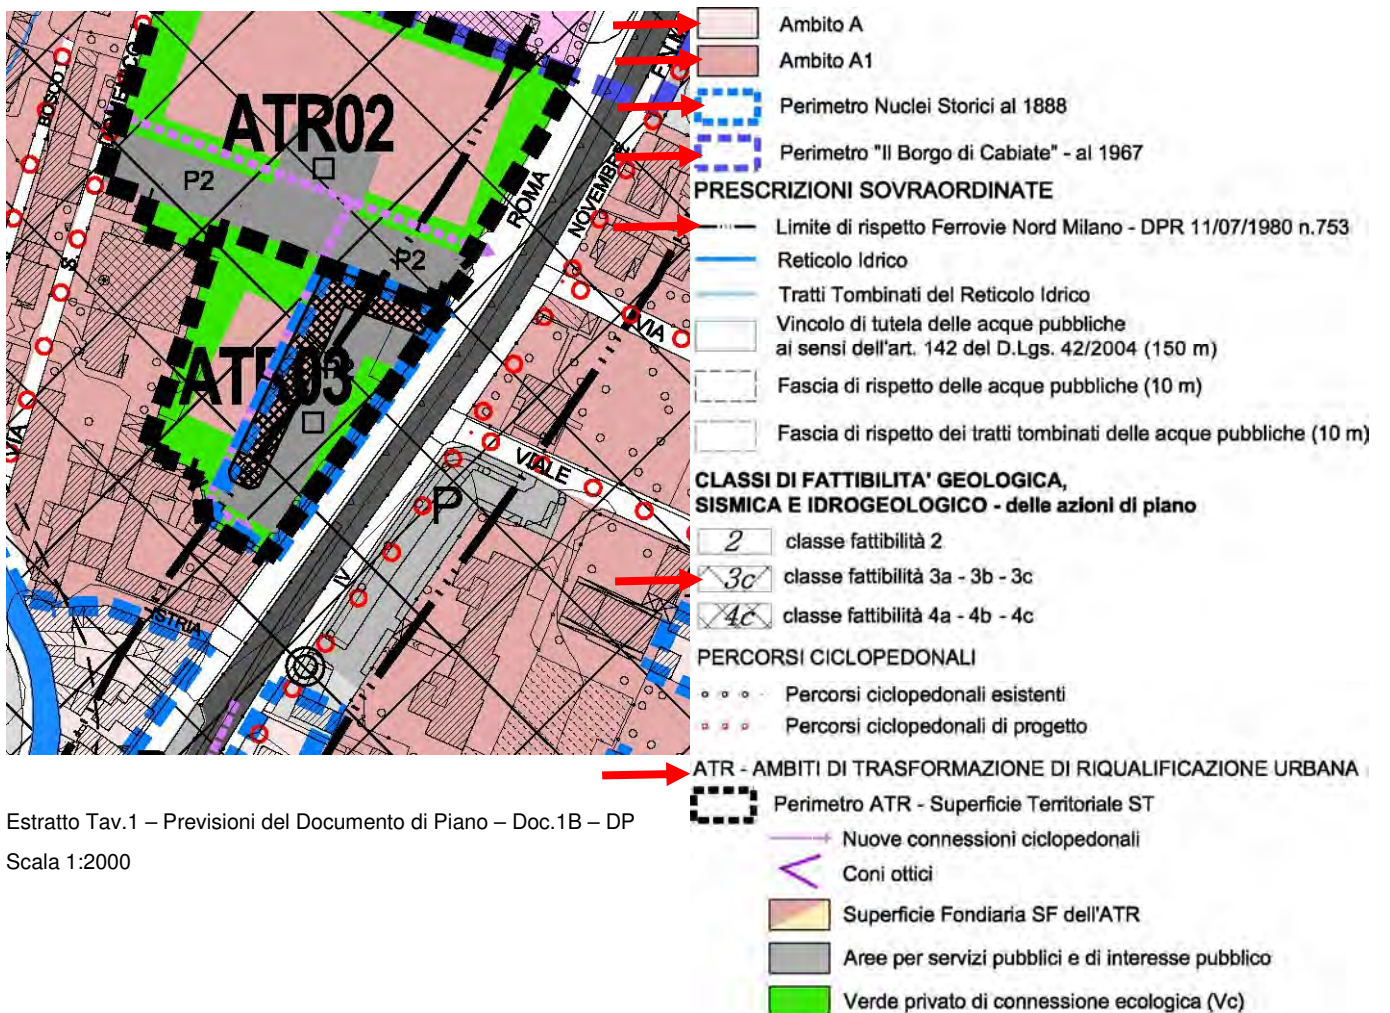 BOSCO
DOMENICO
S.
VIA
ATR02
P2
P2
ROMA
NOVEMBRE
IV
VIA
ATR03
VIALE
P
ISTRIA
Ambito A
Ambito A1
Perimetro Nuclei Storici al 1888
Perimetro "Il Borgo di Cabiate" - al 1967
PRESCRIZIONI SOVRAORDINATE
Limite di rispetto Ferrovie Nord Milano - DPR 11/07/1980 n.753
Reticolo Idrico
Tratti Tombinati del Reticolo Idrico
Vincolo di tutela delle acque pubbliche
ai sensi dell'art. 142 del D.Lgs. 42/2004 (150 m)
Fascia di rispetto delle acque pubbliche (10 m)
Fascia di rispetto dei tratti tombinati delle acque pubbliche (10 m)
CLASSI DI FATTIBILITA' GEOLOGICA,
SISMICA E IDROGEOLOGICO - delle azioni di piano
2 classe fattibilità 2
3c classe fattibilità 3a - 3b - 3c
4c classe fattibilità 4a - 4b - 4c
PERCORSI CICLOPEDONALI
Percorsi ciclopedonali esistenti
Percorsi ciclopedonali di progetto
ATR - AMBITI DI TRASFORMAZIONE DI RIQUALIFICAZIONE URBANA
Perimetro ATR - Superficie Territoriale ST
Nuove connessioni ciclopedonali
Coni ottici
Superficie Fondiaria SF dell'ATR
Aree per servizi pubblici e di interesse pubblico
Verde privato di connessione ecologica (Vc)
Estratto Tav.1 – Previsioni del Documento di Piano – Doc.1B – DP
Scala 1:2000